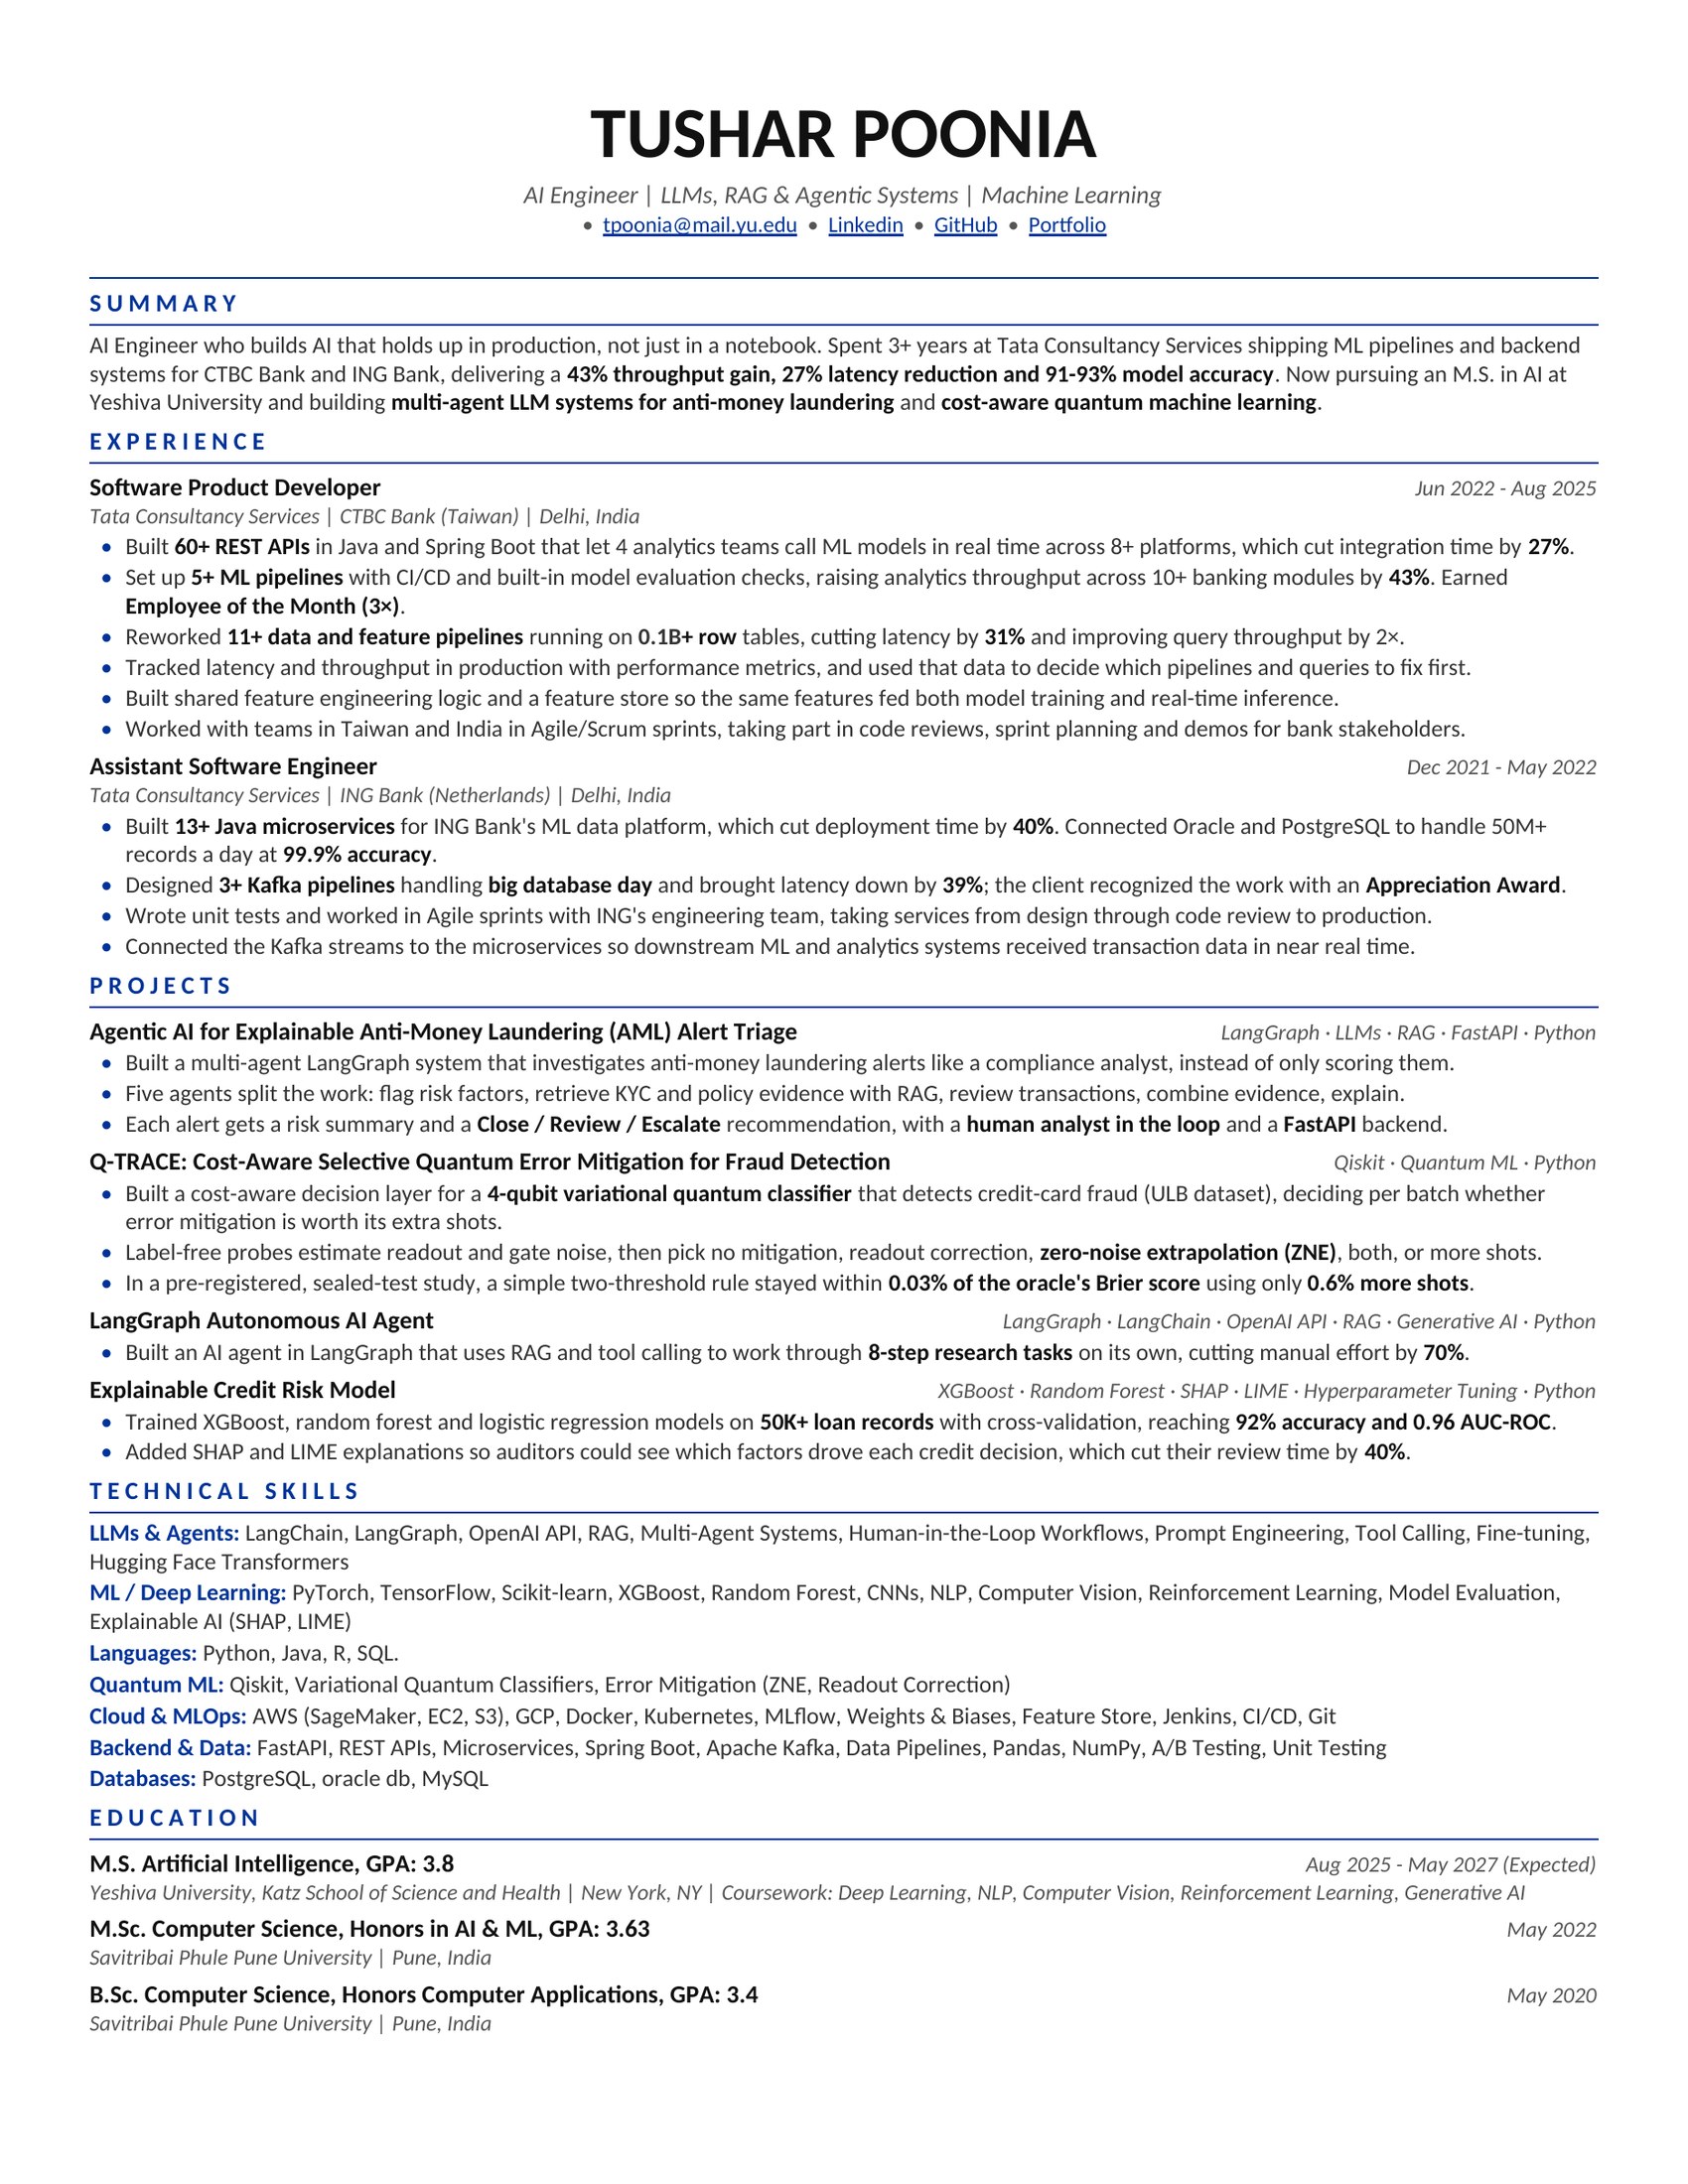 TUSHAR POONIA
AI Engineer | LLMs, RAG & Agentic Systems | Machine Learning
• tpoonia@mail.yu.edu • Linkedin • GitHub • Portfolio
SUMMARY
AI Engineer who builds AI that holds up in production, not just in a notebook. Spent 3+ years at Tata Consultancy Services shipping ML pipelines and backend
systems for CTBC Bank and ING Bank, delivering a 43% throughput gain, 27% latency reduction and 91-93% model accuracy. Now pursuing an M.S. in AI at
Yeshiva University and building multi-agent LLM systems for anti-money laundering and cost-aware quantum machine learning.
EXPERIENCE
Software Product Developer Jun 2022 - Aug 2025
Tata Consultancy Services | CTBC Bank (Taiwan) | Delhi, India
• Built 60+ REST APIs in Java and Spring Boot that let 4 analytics teams call ML models in real time across 8+ platforms, which cut integration time by 27%.
• Set up 5+ ML pipelines with CI/CD and built-in model evaluation checks, raising analytics throughput across 10+ banking modules by 43%. Earned
Employee of the Month (3×).
• Reworked 11+ data and feature pipelines running on 0.1B+ row tables, cutting latency by 31% and improving query throughput by 2×.
• Tracked latency and throughput in production with performance metrics, and used that data to decide which pipelines and queries to fix first.
• Built shared feature engineering logic and a feature store so the same features fed both model training and real-time inference.
• Worked with teams in Taiwan and India in Agile/Scrum sprints, taking part in code reviews, sprint planning and demos for bank stakeholders.
Assistant Software Engineer Dec 2021 - May 2022
Tata Consultancy Services | ING Bank (Netherlands) | Delhi, India
• Built 13+ Java microservices for ING Bank's ML data platform, which cut deployment time by 40%. Connected Oracle and PostgreSQL to handle 50M+
records a day at 99.9% accuracy.
• Designed 3+ Kafka pipelines handling big database day and brought latency down by 39%; the client recognized the work with an Appreciation Award.
• Wrote unit tests and worked in Agile sprints with ING's engineering team, taking services from design through code review to production.
• Connected the Kafka streams to the microservices so downstream ML and analytics systems received transaction data in near real time.
PROJECTS
Agentic AI for Explainable Anti-Money Laundering (AML) Alert Triage LangGraph · LLMs · RAG · FastAPI · Python
• Built a multi-agent LangGraph system that investigates anti-money laundering alerts like a compliance analyst, instead of only scoring them.
• Five agents split the work: flag risk factors, retrieve KYC and policy evidence with RAG, review transactions, combine evidence, explain.
• Each alert gets a risk summary and a Close / Review / Escalate recommendation, with a human analyst in the loop and a FastAPI backend.
Q-TRACE: Cost-Aware Selective Quantum Error Mitigation for Fraud Detection Qiskit · Quantum ML · Python
• Built a cost-aware decision layer for a 4-qubit variational quantum classifier that detects credit-card fraud (ULB dataset), deciding per batch whether
error mitigation is worth its extra shots.
• Label-free probes estimate readout and gate noise, then pick no mitigation, readout correction, zero-noise extrapolation (ZNE), both, or more shots.
• In a pre-registered, sealed-test study, a simple two-threshold rule stayed within 0.03% of the oracle's Brier score using only 0.6% more shots.
LangGraph Autonomous AI Agent LangGraph · LangChain · OpenAI API · RAG · Generative AI · Python
• Built an AI agent in LangGraph that uses RAG and tool calling to work through 8-step research tasks on its own, cutting manual effort by 70%.
Explainable Credit Risk Model XGBoost · Random Forest · SHAP · LIME · Hyperparameter Tuning · Python
• Trained XGBoost, random forest and logistic regression models on 50K+ loan records with cross-validation, reaching 92% accuracy and 0.96 AUC-ROC.
• Added SHAP and LIME explanations so auditors could see which factors drove each credit decision, which cut their review time by 40%.
TECHNICAL SKILLS
LLMs & Agents: LangChain, LangGraph, OpenAI API, RAG, Multi-Agent Systems, Human-in-the-Loop Workflows, Prompt Engineering, Tool Calling, Fine-tuning,
Hugging Face Transformers
ML / Deep Learning: PyTorch, TensorFlow, Scikit-learn, XGBoost, Random Forest, CNNs, NLP, Computer Vision, Reinforcement Learning, Model Evaluation,
Explainable AI (SHAP, LIME)
Languages: Python, Java, R, SQL.
Quantum ML: Qiskit, Variational Quantum Classifiers, Error Mitigation (ZNE, Readout Correction)
Cloud & MLOps: AWS (SageMaker, EC2, S3), GCP, Docker, Kubernetes, MLflow, Weights & Biases, Feature Store, Jenkins, CI/CD, Git
Backend & Data: FastAPI, REST APIs, Microservices, Spring Boot, Apache Kafka, Data Pipelines, Pandas, NumPy, A/B Testing, Unit Testing
Databases: PostgreSQL, oracle db, MySQL
EDUCATION
M.S. Artificial Intelligence, GPA: 3.8 Aug 2025 - May 2027 (Expected)
Yeshiva University, Katz School of Science and Health | New York, NY | Coursework: Deep Learning, NLP, Computer Vision, Reinforcement Learning, Generative AI
M.Sc. Computer Science, Honors in AI & ML, GPA: 3.63 May 2022
Savitribai Phule Pune University | Pune, India
B.Sc. Computer Science, Honors Computer Applications, GPA: 3.4 May 2020
Savitribai Phule Pune University | Pune, India